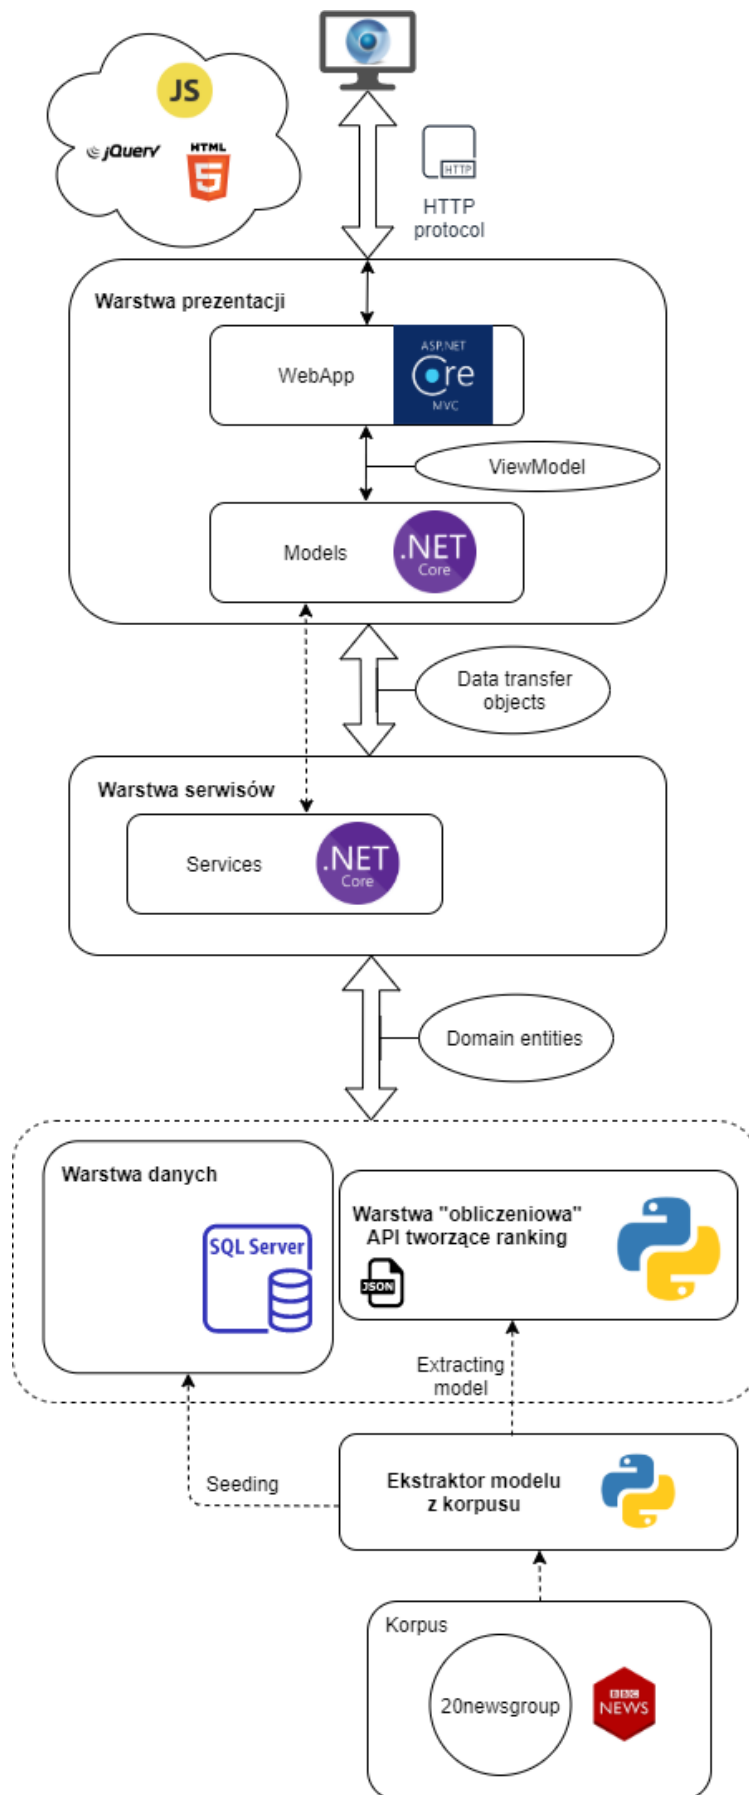 JS
jQuery
HTML
5
HTTP
HTTP
protocol
Warstwa prezentacji
WebApp
ASP.NET
Core
MVC
ViewModel
Models
.NET
Core
Data transfer
objects
Warstwa serwisów
Services
.NET
Core
Domain entities
Warstwa danych
SQL Server
Warstwa "obliczeniowa"
API tworzące ranking
JSON
Extracting
model
Seeding
Ekstraktor modelu
z korpusu
Korpus
20newsgroup
BBC
NEWS